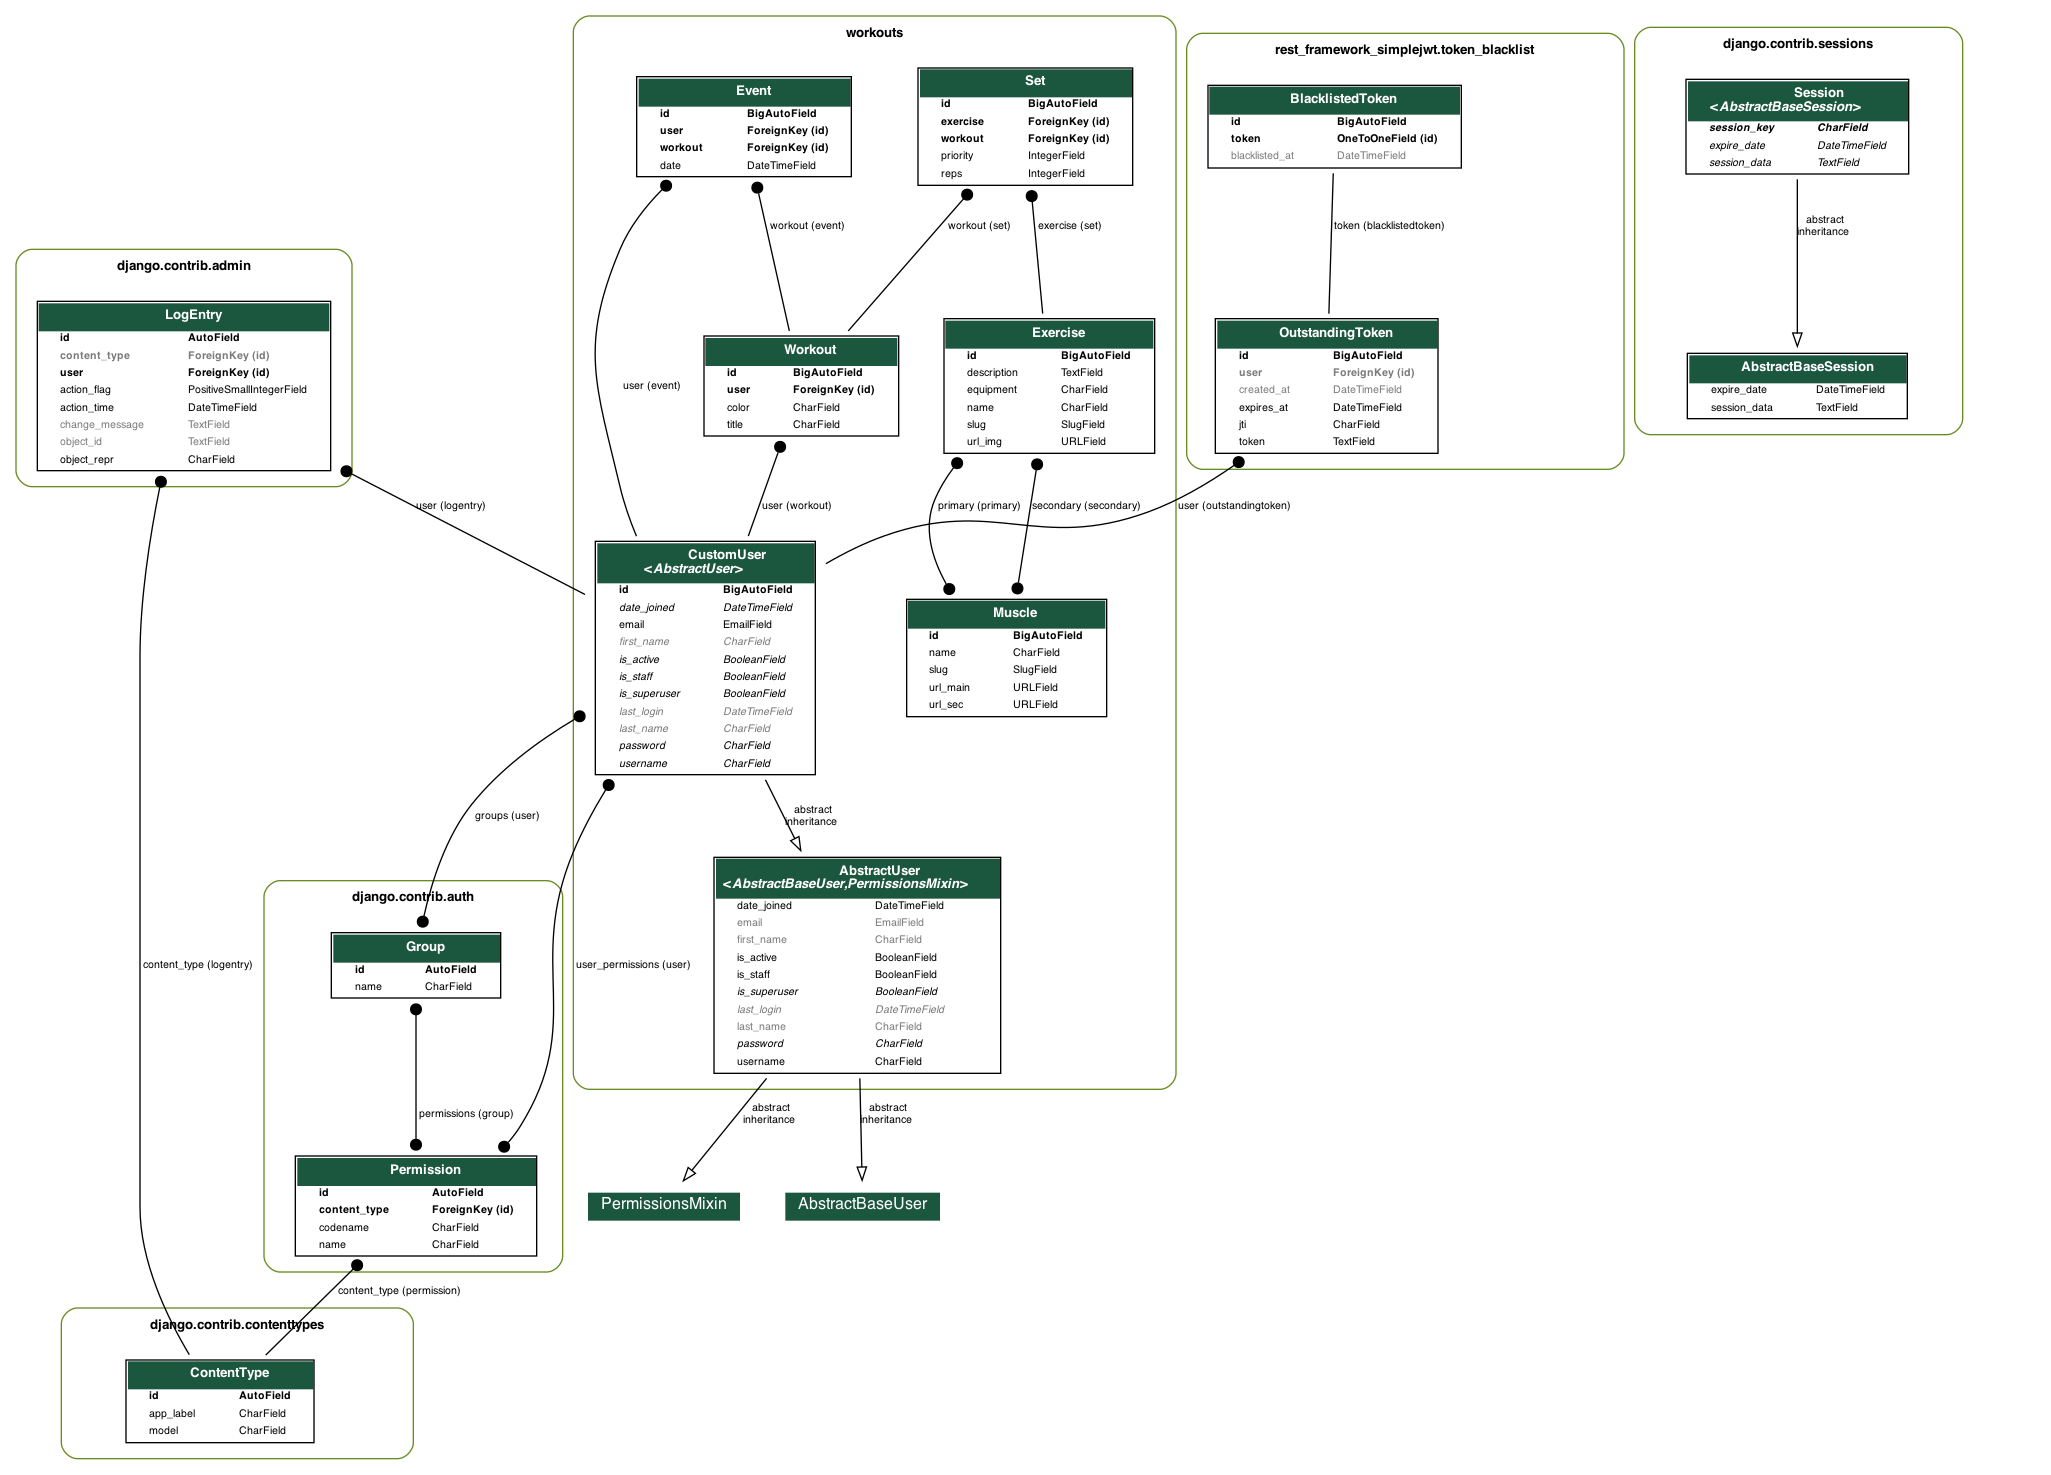 workouts
Event
id BigAutoField
user ForeignKey (id)
workout ForeignKey (id)
date DateTimeField
Set
id BigAutoField
exercise ForeignKey (id)
workout ForeignKey (id)
priority IntegerField
reps IntegerField
workout (event)
workout (set)
exercise (set)
user (event)
Workout
id BigAutoField
user ForeignKey (id)
color CharField
title CharField
Exercise
id BigAutoField
description TextField
equipment CharField
name CharField
slug SlugField
url_img URLField
user (workout)
primary (primary)
secondary (secondary)
CustomUser
<AbstractUser>
id BigAutoField
date_joined DateTimeField
email EmailField
first_name CharField
is_active BooleanField
is_staff BooleanField
is_superuser BooleanField
last_login DateTimeField
last_name CharField
password CharField
username CharField
Muscle
id BigAutoField
name CharField
slug SlugField
url_main URLField
url_sec URLField
abstract
inheritance
AbstractUser
<AbstractBaseUser,PermissionsMixin>
date_joined DateTimeField
email EmailField
first_name CharField
is_active BooleanField
is_staff BooleanField
is_superuser BooleanField
last_login DateTimeField
last_name CharField
password CharField
username CharField
user_permissions (user)
abstract
inheritance
abstract
inheritance
PermissionsMixin
AbstractBaseUser
rest_framework_simplejwt.token_blacklist
BlacklistedToken
id BigAutoField
token OneToOneField (id)
blacklisted_at DateTimeField
token (blacklistedtoken)
OutstandingToken
id BigAutoField
user ForeignKey (id)
created_at DateTimeField
expires_at DateTimeField
jti CharField
token TextField
user (outstandingtoken)
django.contrib.sessions
Session
<AbstractBaseSession>
session_key CharField
expire_date DateTimeField
session_data TextField
abstract
inheritance
AbstractBaseSession
expire_date DateTimeField
session_data TextField
django.contrib.admin
LogEntry
id AutoField
content_type ForeignKey (id)
user ForeignKey (id)
action_flag PositiveSmallIntegerField
action_time DateTimeField
change_message TextField
object_id TextField
object_repr CharField
user (logentry)
groups (user)
content_type (logentry)
django.contrib.auth
Group
id AutoField
name CharField
permissions (group)
Permission
id AutoField
content_type ForeignKey (id)
codename CharField
name CharField
content_type (permission)
django.contrib.contenttypes
ContentType
id AutoField
app_label CharField
model CharField